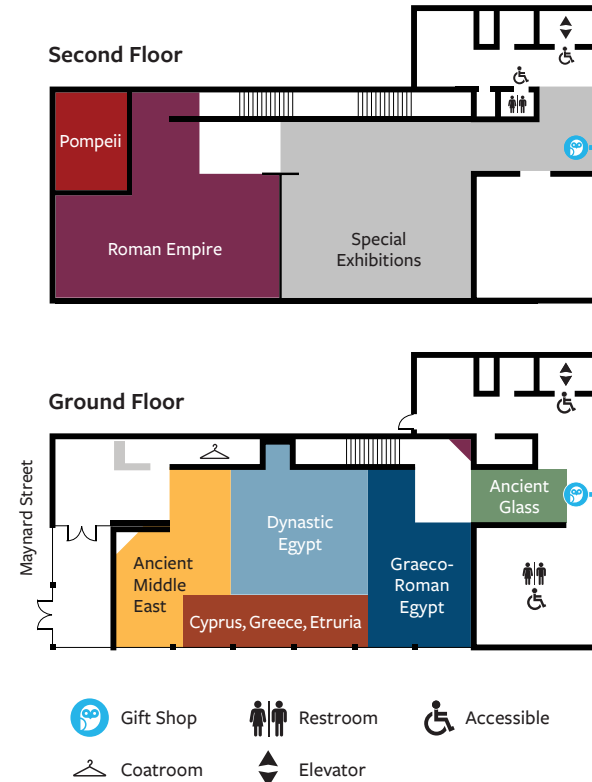 Second Floor
Pompeii
Roman Empire
Special
Exhibitions
Ground Floor
Maynard Street
Ancient
Middle
East
Dynastic
Egypt
Cyprus, Greece, Etruria
Graeco-
Roman
Egypt
Ancient
Glass
Gift Shop
Restroom
Accessible
Coatroom
Elevator